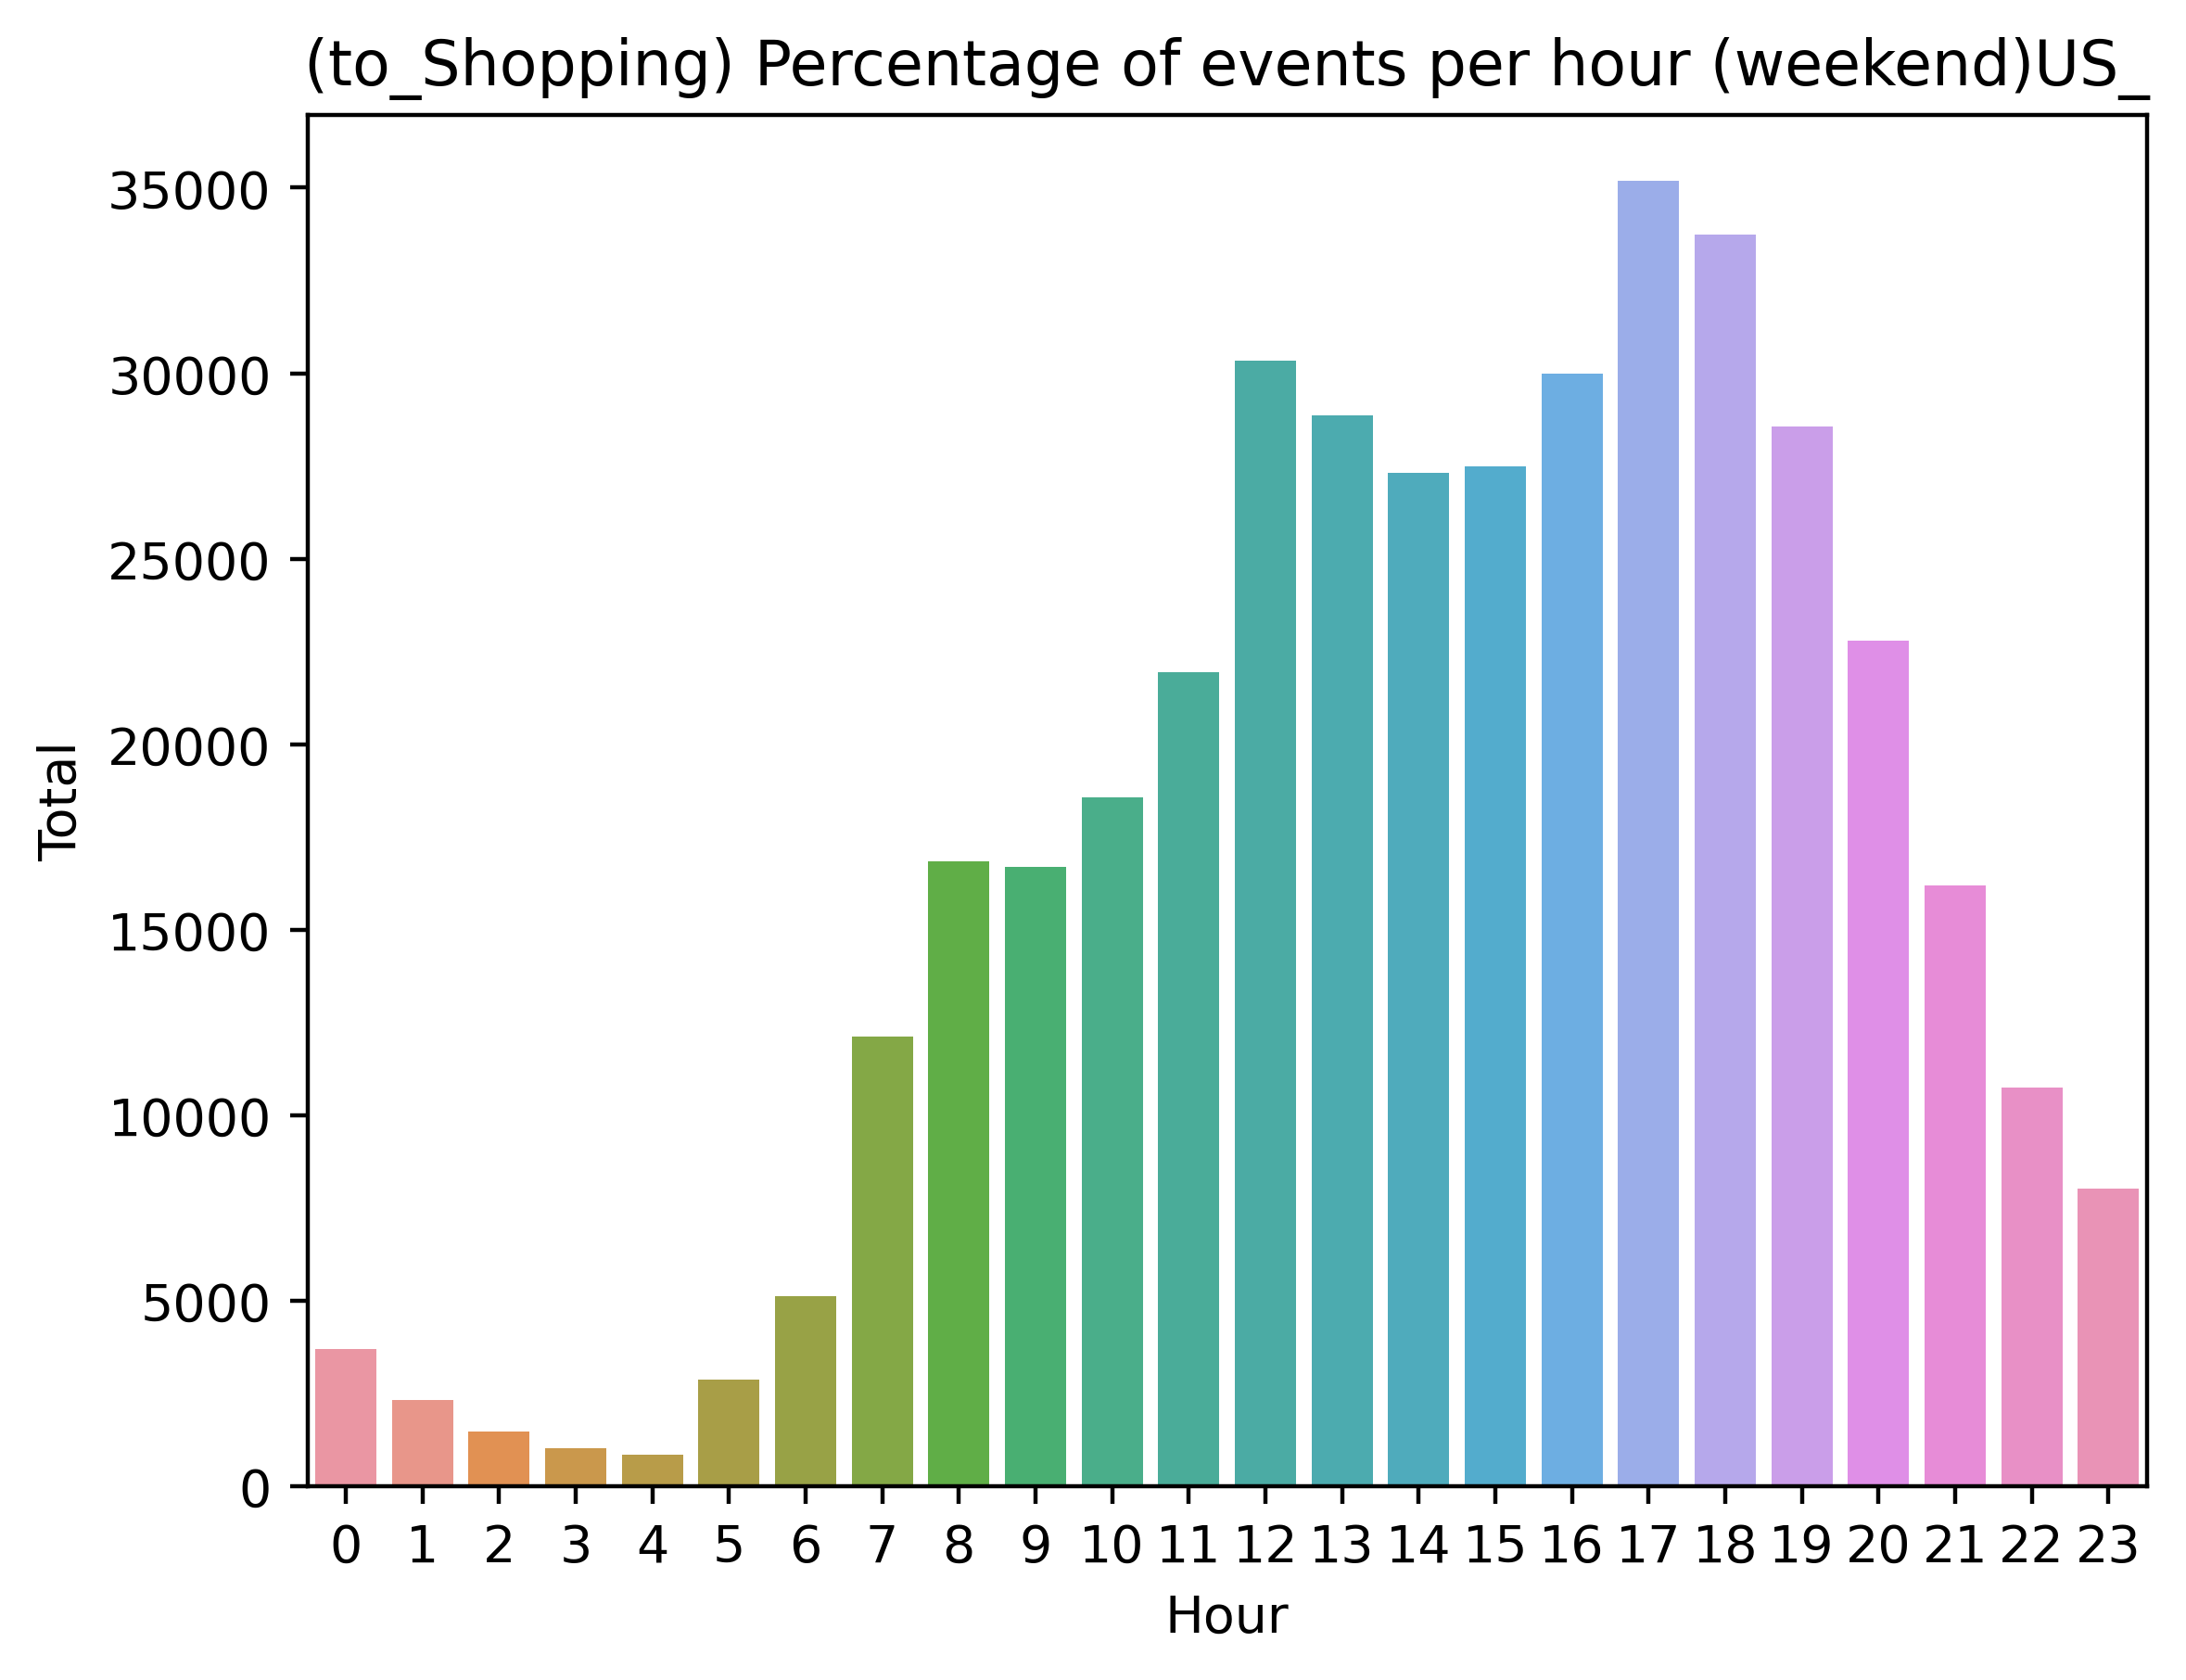 (to_Shopping) Percentage of events per hour (weekend)US_
35000
30000
25000
20000
15000
10000
5000
0
Total
0 1 2 3 4 5 6 7 8 9 10 11 12 13 14 15 16 17 18 19 20 21 22 23
Hour